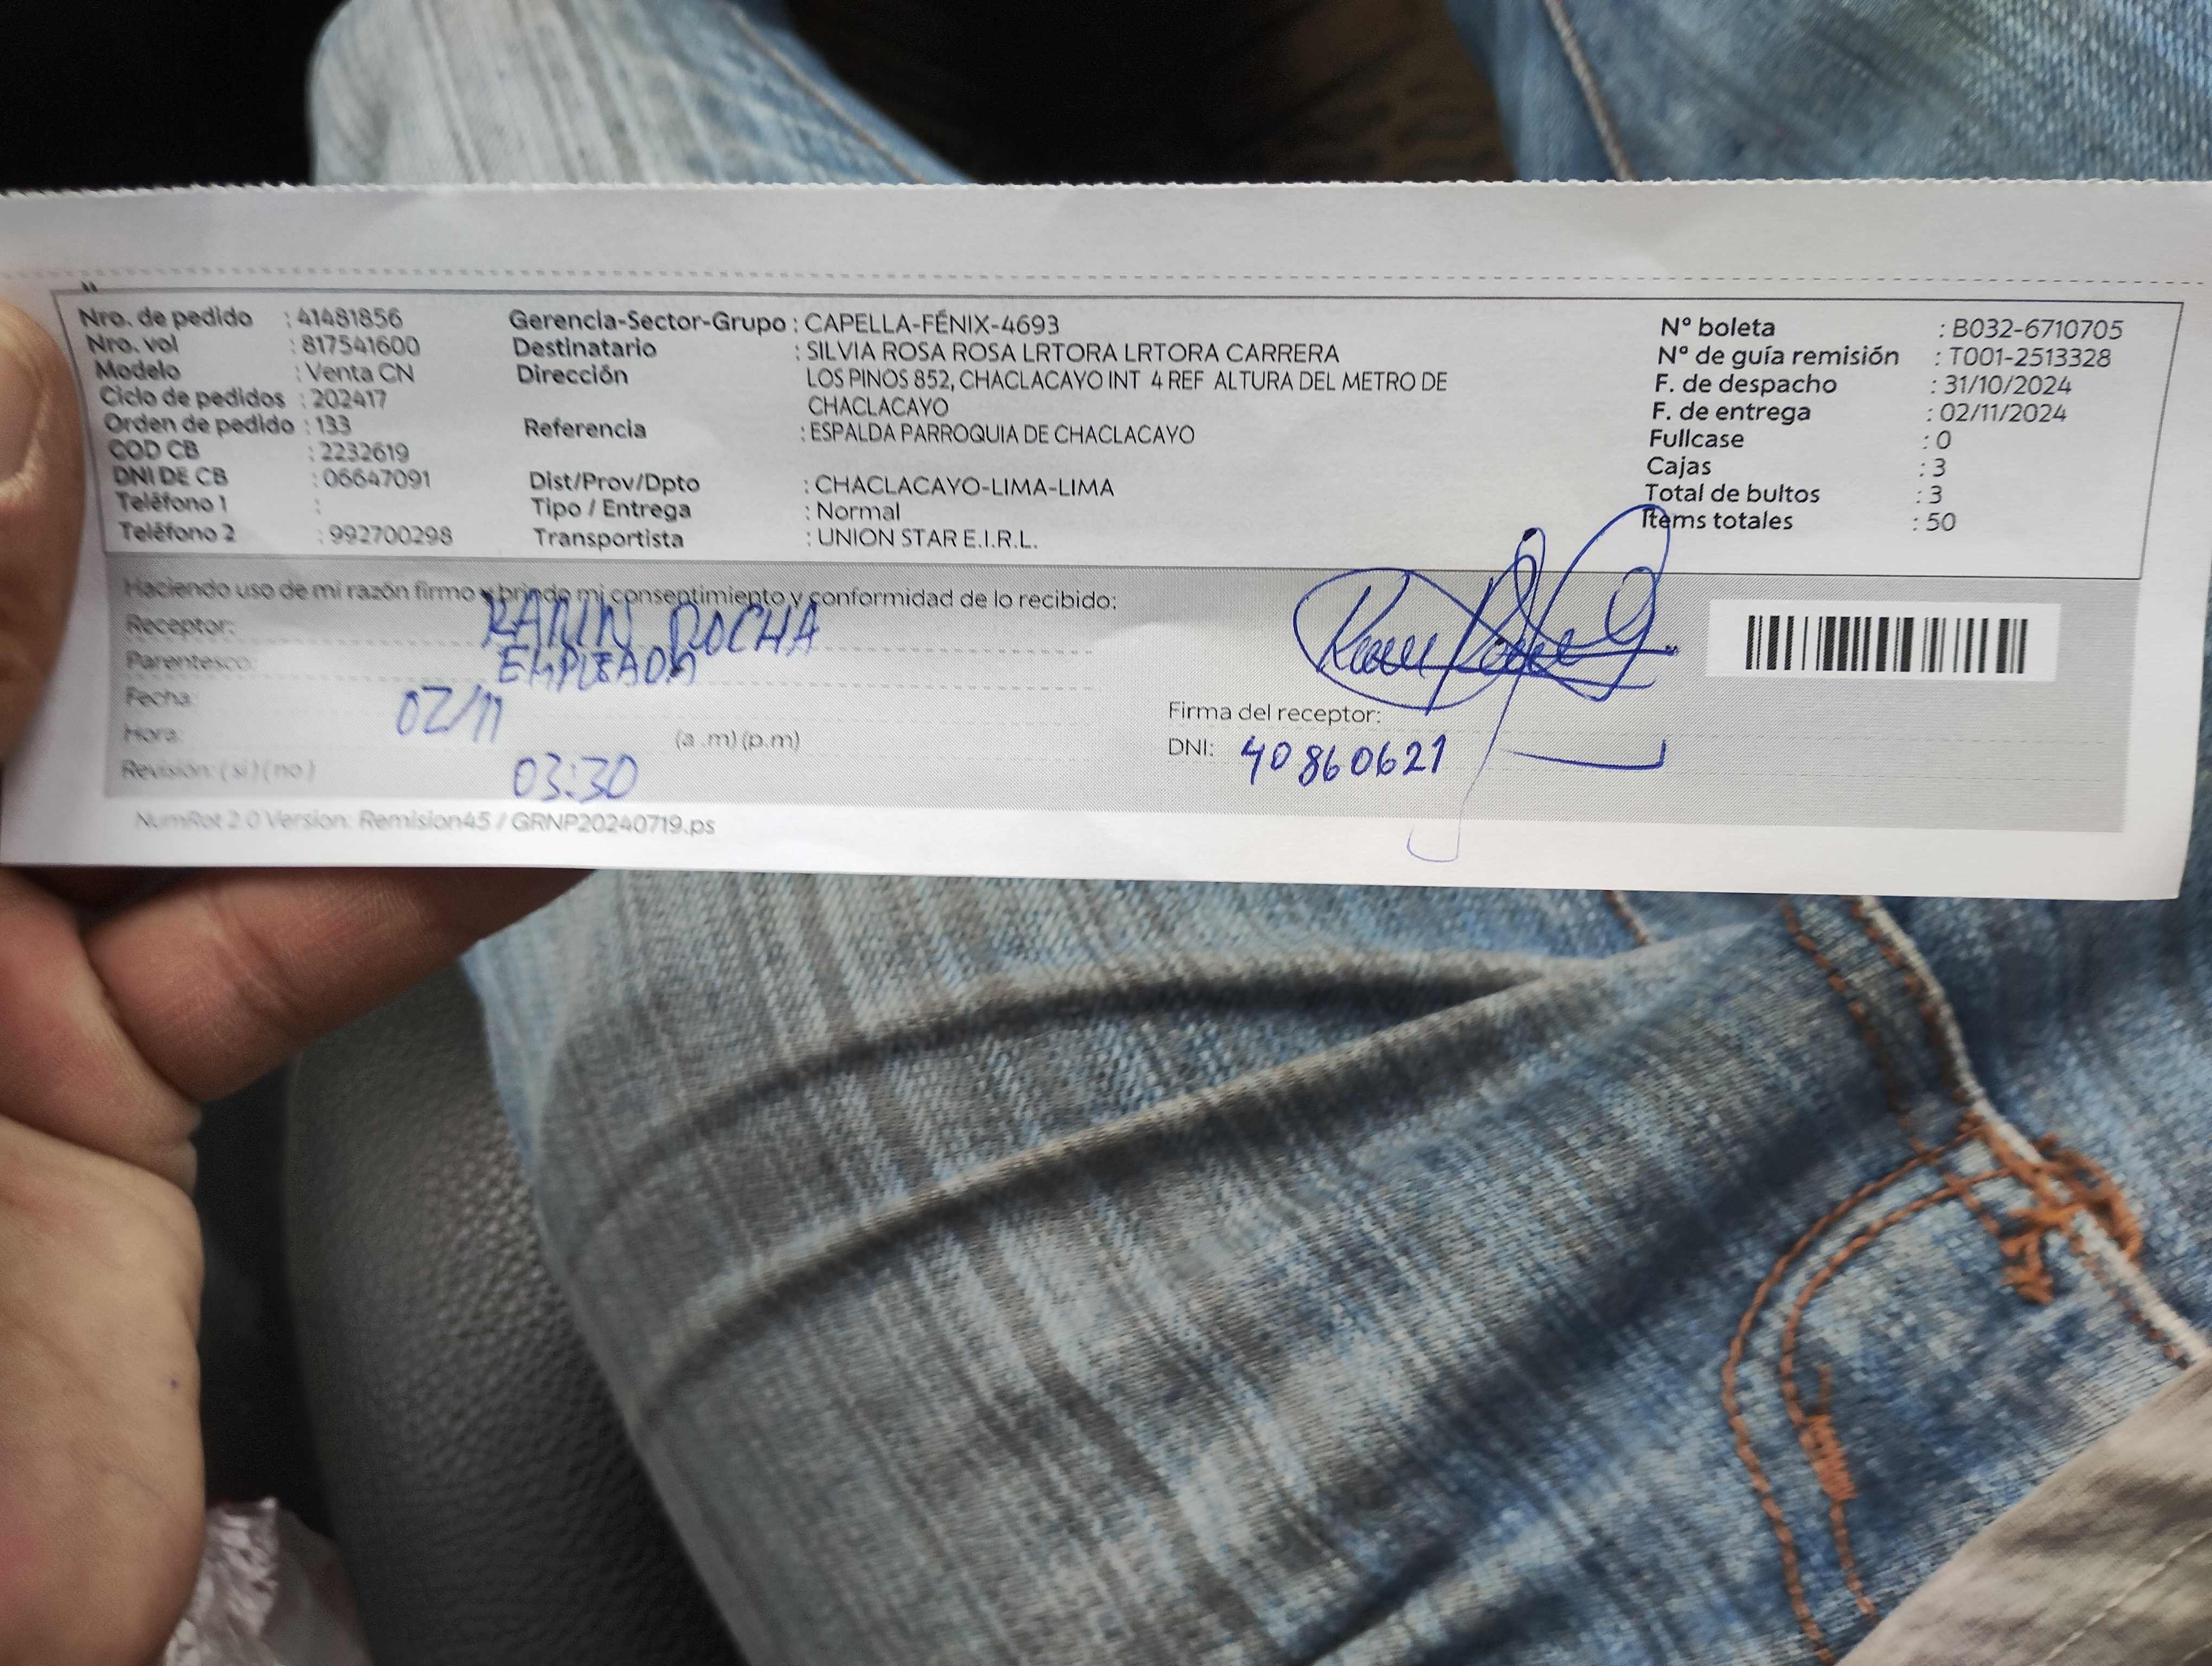 Nro. de pedido : 41481856
Nro. vol : 817541600
Modelo : Venta CN
Ciclo de pedidos : 202417
Orden de pedido : 133
COD CB : 2232619
DNI DE CB : 06647091
Teléfono 1 :
Teléfono 2 : 992700298
Gerencia-Sector-Grupo : CAPELLA-FÉNIX-4693
Destinatario : SILVIA ROSA ROSA LRTORA LRTORA CARRERA
Dirección LOS PINOS 852, CHACLACAYO INT 4 REF ALTURA DEL METRO DE
CHACLACAYO
Referencia : ESPALDA PARROQUIA DE CHACLACAYO
Dist/Prov/Dpto : CHACLACAYO-LIMA-LIMA
Tipo / Entrega : Normal
Transportista : UNION STAR E.I.R.L.
N° boleta : B032-6710705
N° de guía remisión : T001-2513328
F. de despacho : 31/10/2024
F. de entrega : 02/11/2024
Fullcase : 0
Cajas : 3
Total de bultos : 3
Items totales : 50
Haciendo uso de mi razón firmo y brindo mi consentimiento y conformidad de lo recibido:
Receptor: ROCHA
Parentesco: EMPLEADA
Fecha: 02/11
Hora: (a .m) (p.m)
03:30
Revisión: ( si ) ( no )
Firma del receptor:
DNI: 40860621
NumRot 2.0 Version: Remision45 / GRNP20240719.ps